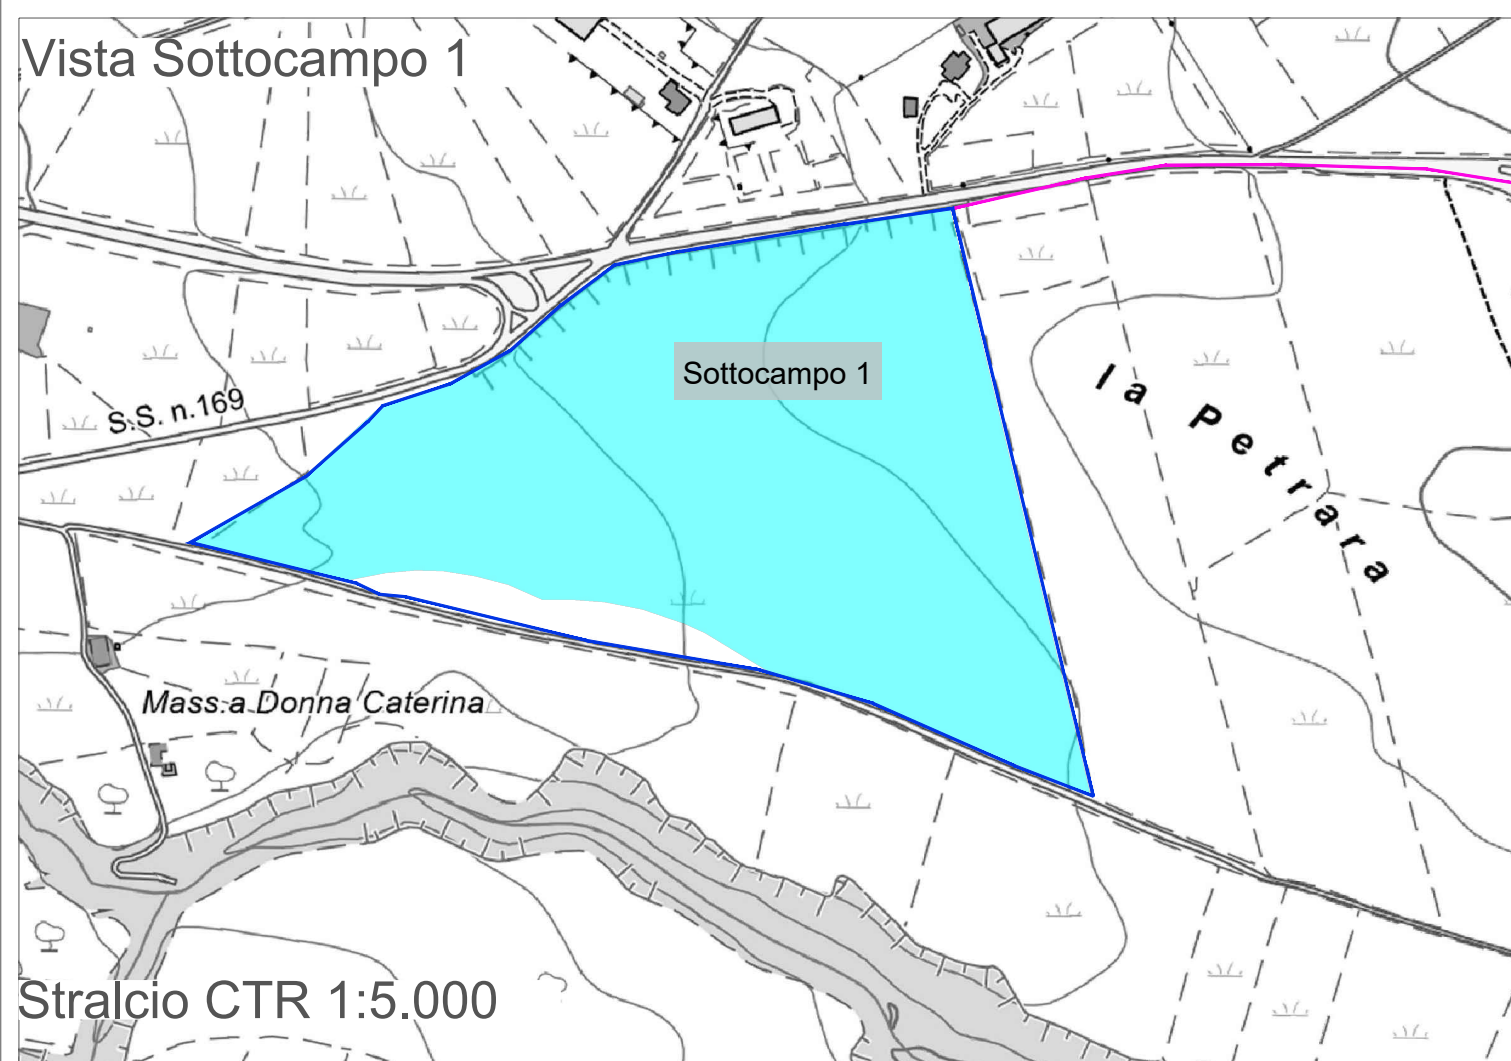 Vista Sottocampo 1
Sottocampo 1
la Petrara
S.S. n.169
Mass.a Donna Caterina
Stralcio CTR 1:5.000